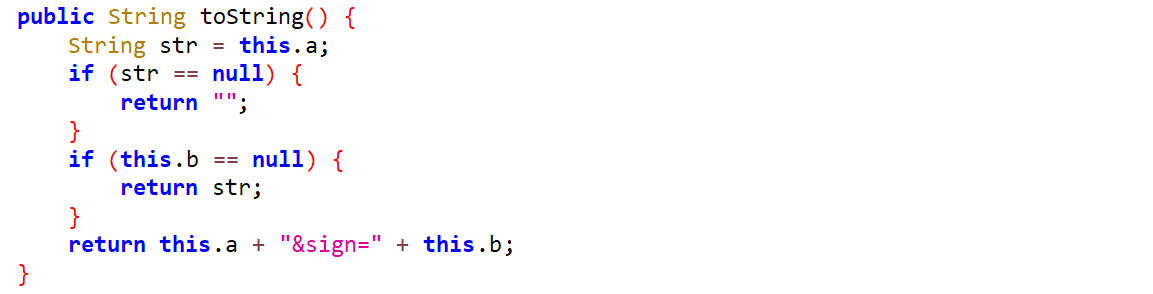 public String toString() {
    String str = this.a;
    if (str == null) {
        return "";
    }
    if (this.b == null) {
        return str;
    }
    return this.a + "&sign=" + this.b;
}